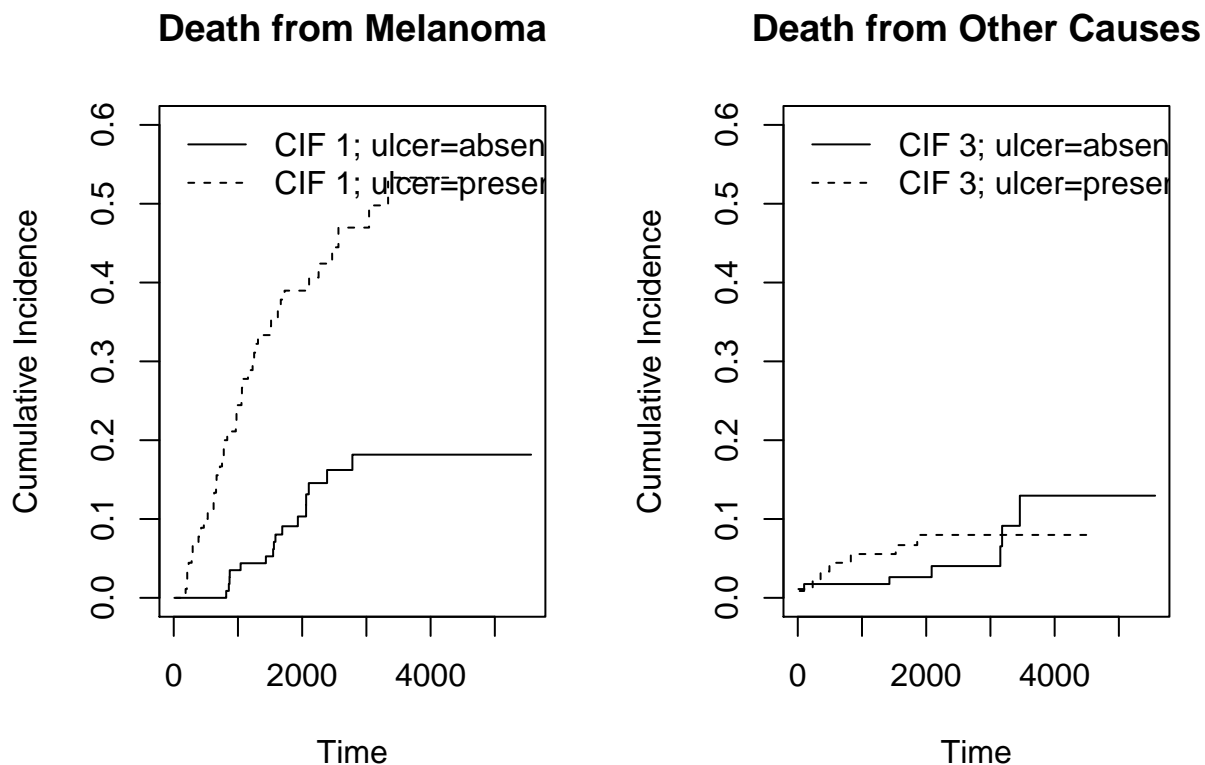 Death from Melanoma
Cumulative Incidence
0.6
0.5
0.4
0.3
0.2
0.1
0.0
CIF 1; ulcer=absen
CIF 1; ulcer=presen
0 2000 4000
Time
Death from Other Causes
Cumulative Incidence
0.6
0.5
0.4
0.3
0.2
0.1
0.0
CIF 3; ulcer=absen
CIF 3; ulcer=presen
0 2000 4000
Time